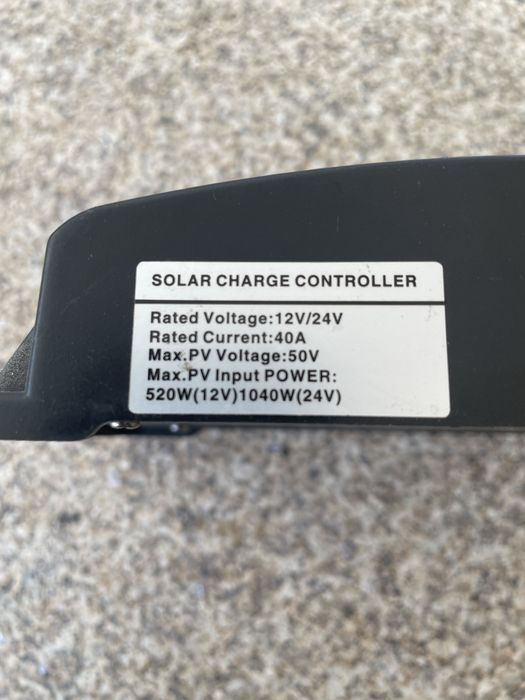 SOLAR CHARGE CONTROLLER
Rated Voltage:12V/24V
Rated Current:40A
Max.PV Voltage:50V
Max.PV Input POWER:
520W(12V)1040W(24V)